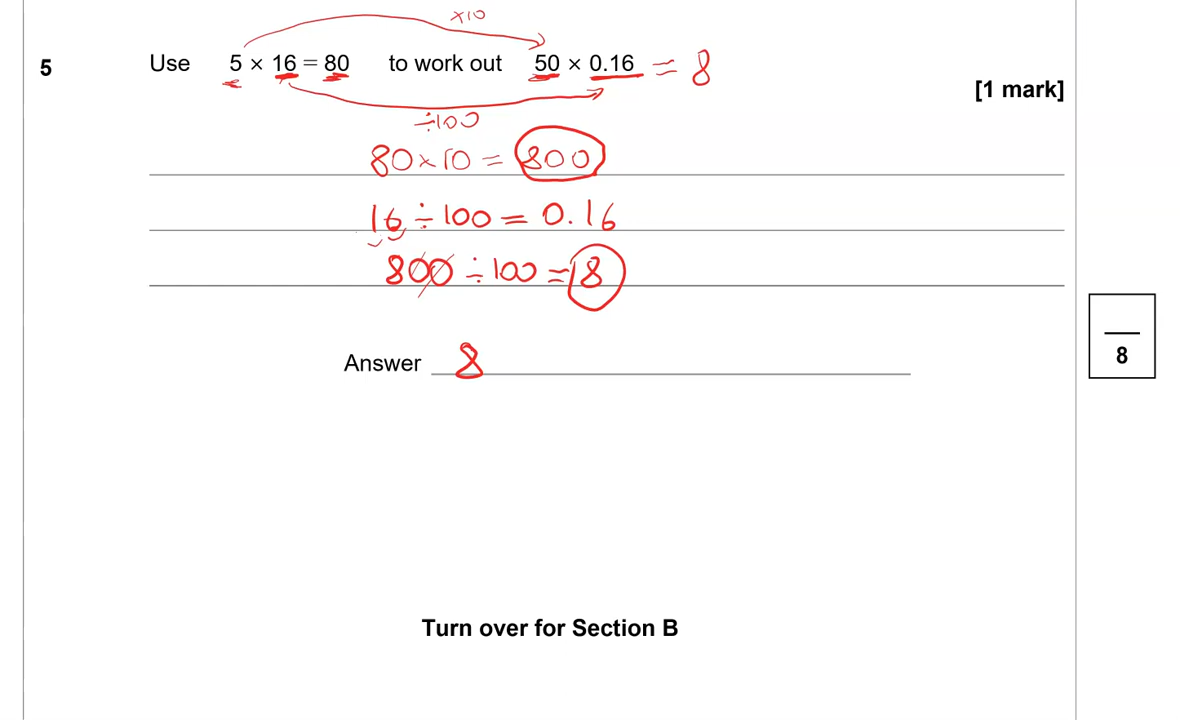 ×10
5 Use 5 × 16 = 80 to work out 50 × 0.16 = 8
[1 mark]
÷100
80 × 10 = 800
16 ÷ 100 = 0.16
800 ÷ 100 = 8
8
Answer 8
Turn over for Section B